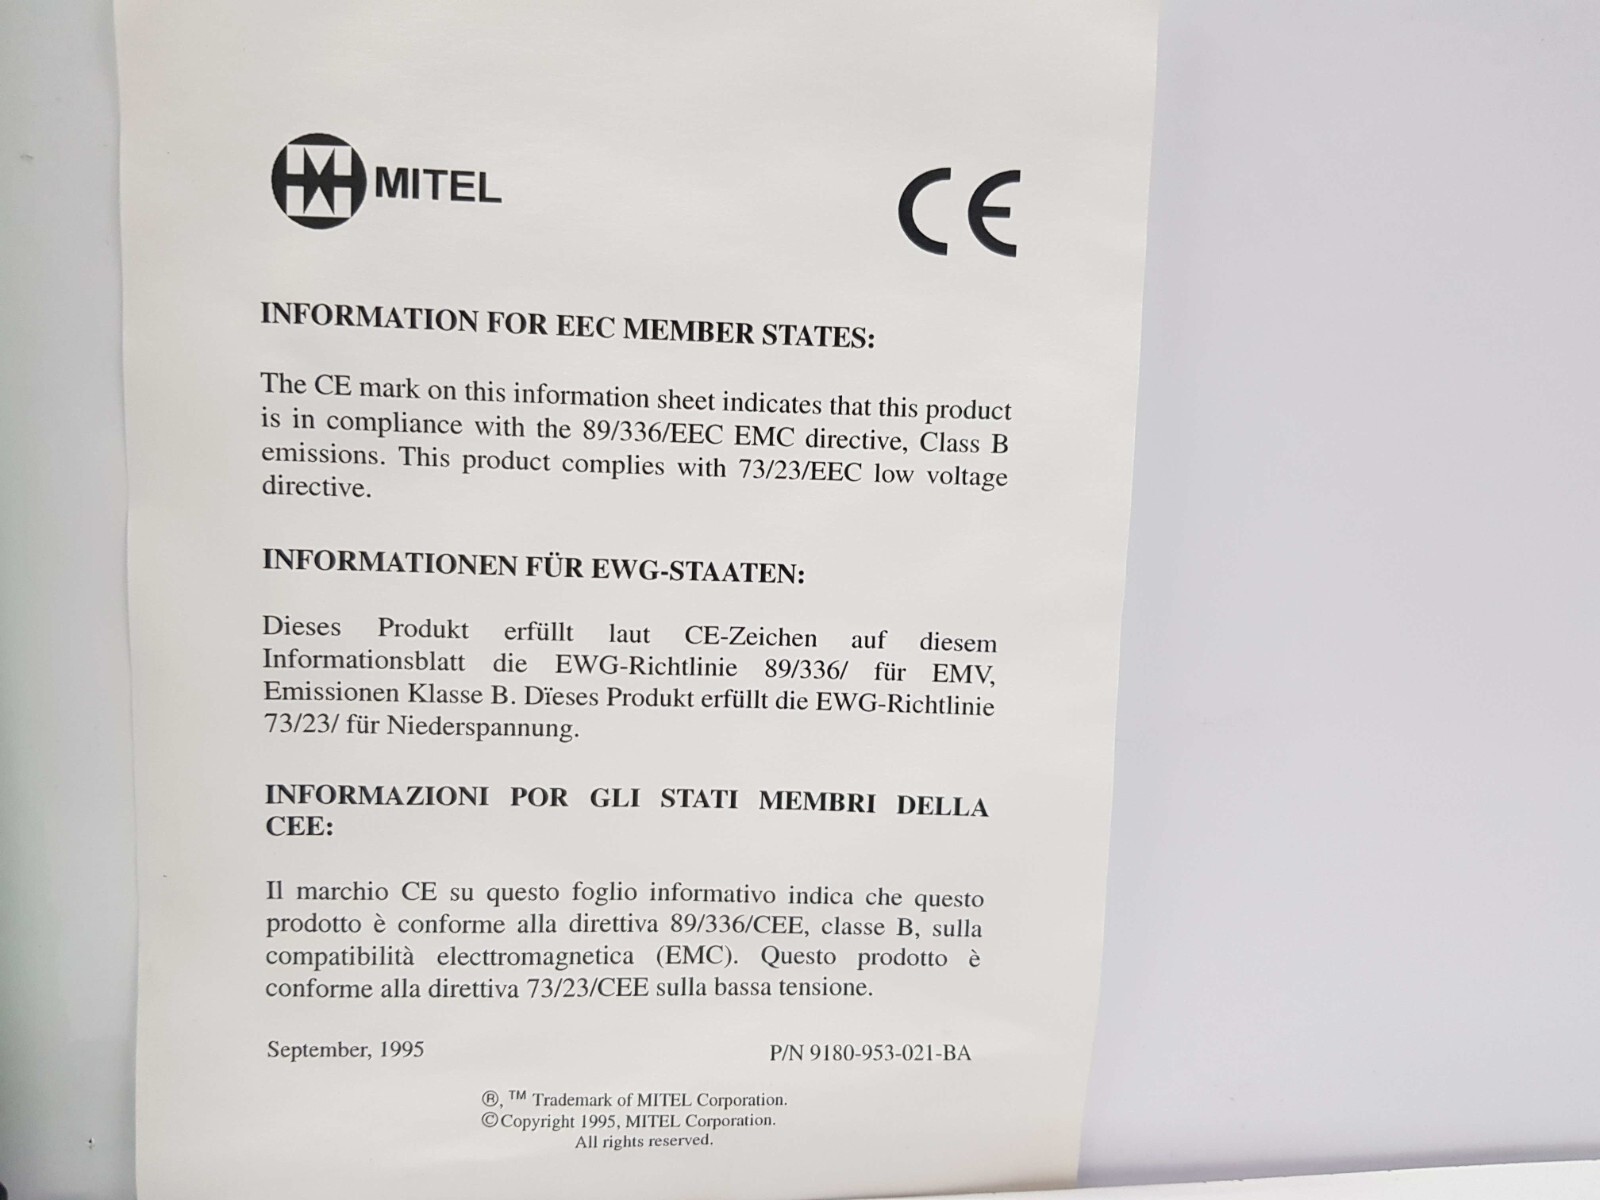 MITEL
CE
INFORMATION FOR EEC MEMBER STATES:
The CE mark on this information sheet indicates that this product
is in compliance with the 89/336/EEC EMC directive, Class B
emissions. This product complies with 73/23/EEC low voltage
directive.
INFORMATIONEN FÜR EWG-STAATEN:
Dieses Produkt erfüllt laut CE-Zeichen auf diesem
Informationsblatt die EWG-Richtlinie 89/336/ für EMV,
Emissionen Klasse B. Dïeses Produkt erfüllt die EWG-Richtlinie
73/23/ für Niederspannung.
INFORMAZIONI POR GLI STATI MEMBRI DELLA
CEE:
Il marchio CE su questo foglio informativo indica che questo
prodotto è conforme alla direttiva 89/336/CEE, classe B, sulla
compatibilità electtromagnetica (EMC). Questo prodotto è
conforme alla direttiva 73/23/CEE sulla bassa tensione.
September, 1995 P/N 9180-953-021-BA
®, ™ Trademark of MITEL Corporation.
©Copyright 1995, MITEL Corporation.
All rights reserved.